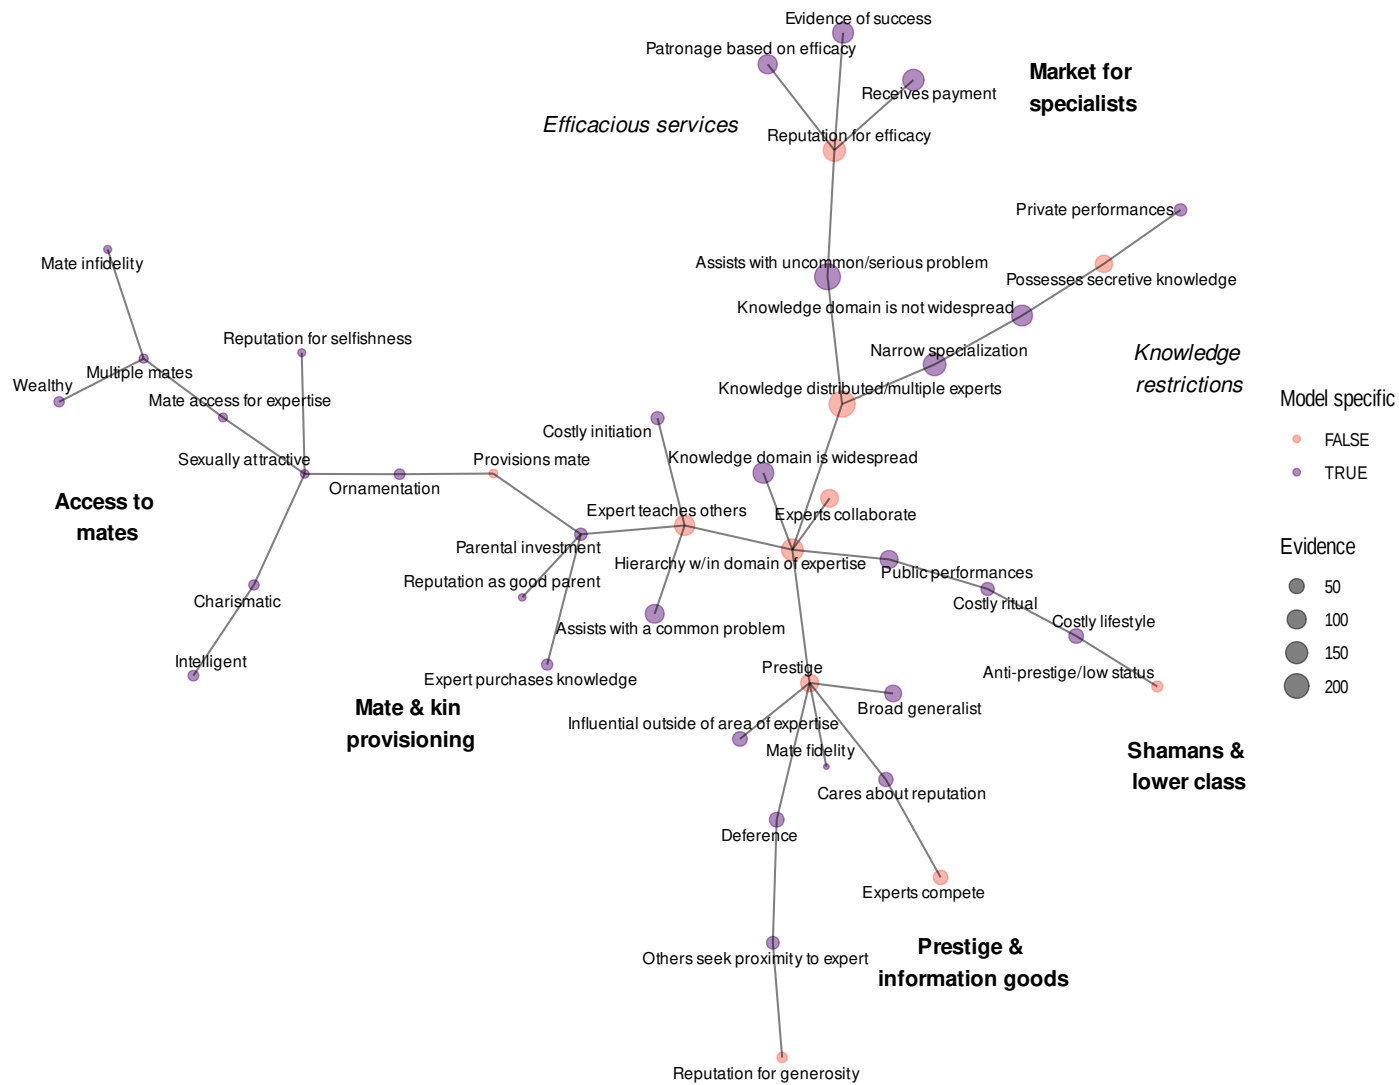 Evidence of success
Patronage based on efficacy
Market for
specialists
Receives payment
Efficacious services
Reputation for efficacy
Private performances
Assists with uncommon/serious problem
Mate infidelity
Possesses secretive knowledge
Knowledge domain is not widespread
Reputation for selfishness
Narrow specialization
Knowledge
restrictions
Multiple mates
Wealthy
Knowledge distributed/multiple experts
Mate access for expertise
Model specific
FALSE
TRUE
Costly initiation
Knowledge domain is widespread
Sexually attractive
Provisions mate
Ornamentation
Access to
mates
Expert teaches others
Experts collaborate
Parental investment
Hierarchy w/in domain of expertise
Public performances
Reputation as good parent
Charismatic
Costly ritual
Costly lifestyle
Assists with a common problem
Evidence
50
100
150
200
Intelligent
Prestige
Anti-prestige/low status
Expert purchases knowledge
Mate & kin
provisioning
Broad generalist
Influential outside of area of expertise
Mate fidelity
Shamans &
lower class
Cares about reputation
Deference
Experts compete
Prestige &
information goods
Others seek proximity to expert
Reputation for generosity